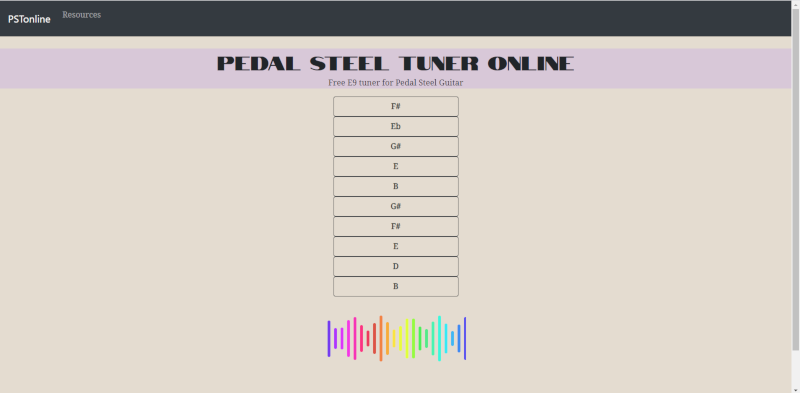 PSTonline
Resources
PEDAL STEEL TUNER ONLINE
Free E9 tuner for Pedal Steel Guitar
F#
Eb
G#
E
B
G#
F#
E
D
B